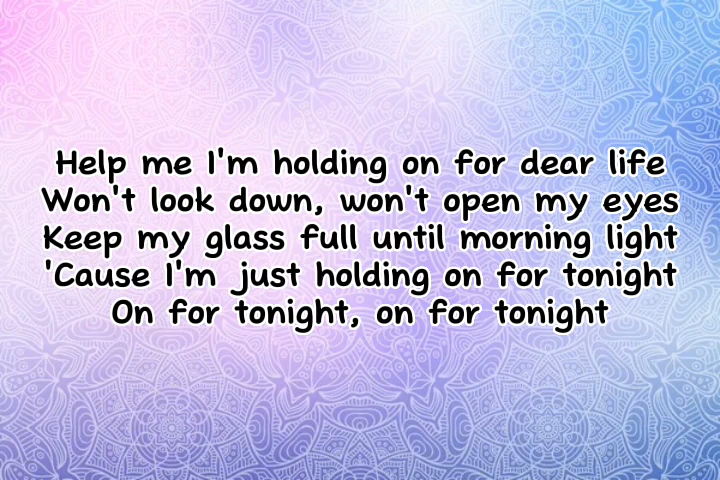 Help me I'm holding on for dear life
Won't look down, won't open my eyes
Keep my glass full until morning light
'Cause I'm just holding on for tonight
On for tonight, on for tonight